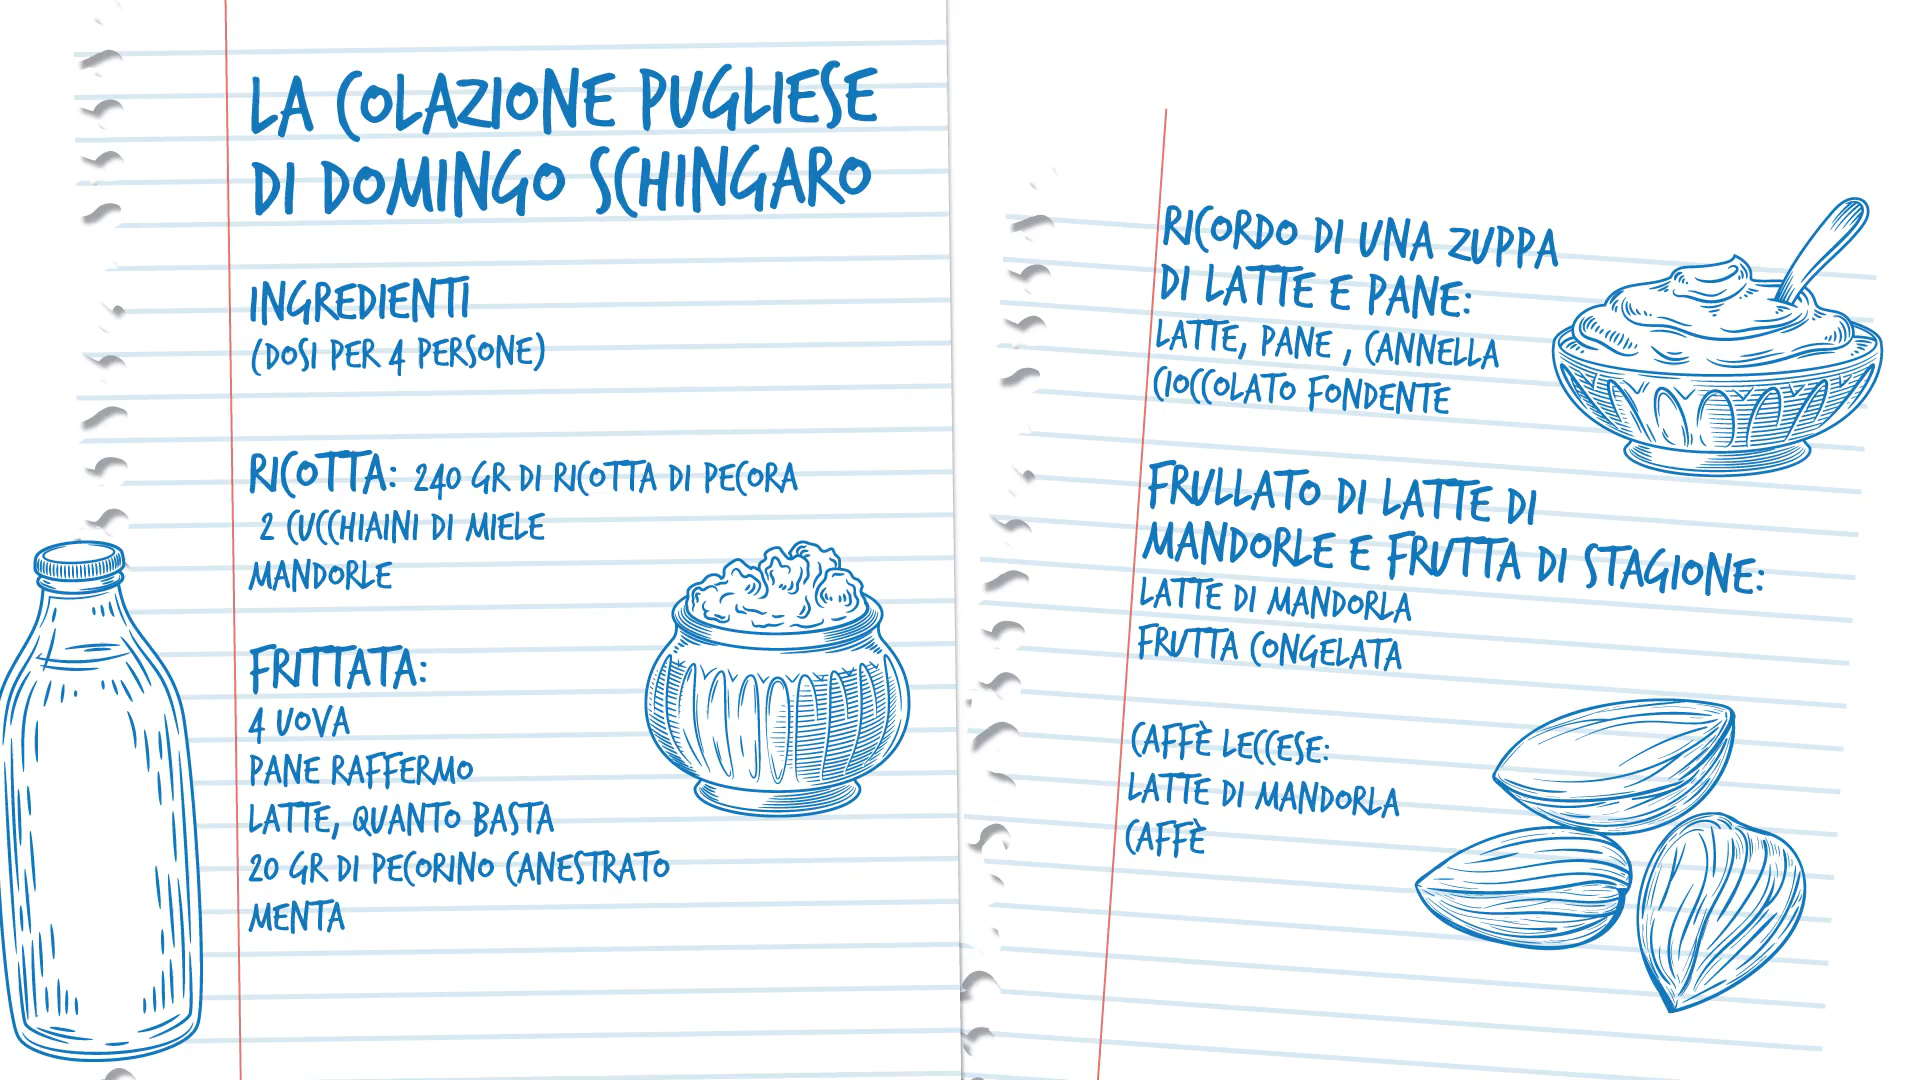 LA COLAZIONE PUGLIESE
DI DOMINGO SCHINGARO
INGREDIENTI
(DOSI PER 4 PERSONE)
RICOTTA: 240 GR DI RICOTTA DI PECORA
2 CUCCHIAINI DI MIELE
MANDORLE
FRITTATA:
4 UOVA
PANE RAFFERMO
LATTE, QUANTO BASTA
20 GR DI PECORINO CANESTRATO
MENTA
RICORDO DI UNA ZUPPA
DI LATTE E PANE:
LATTE, PANE , CANNELLA
CIOCCOLATO FONDENTE
FRULLATO DI LATTE DI
MANDORLE E FRUTTA DI STAGIONE:
LATTE DI MANDORLA
FRUTTA CONGELATA
CAFFÈ LECCESE:
LATTE DI MANDORLA
CAFFÈ